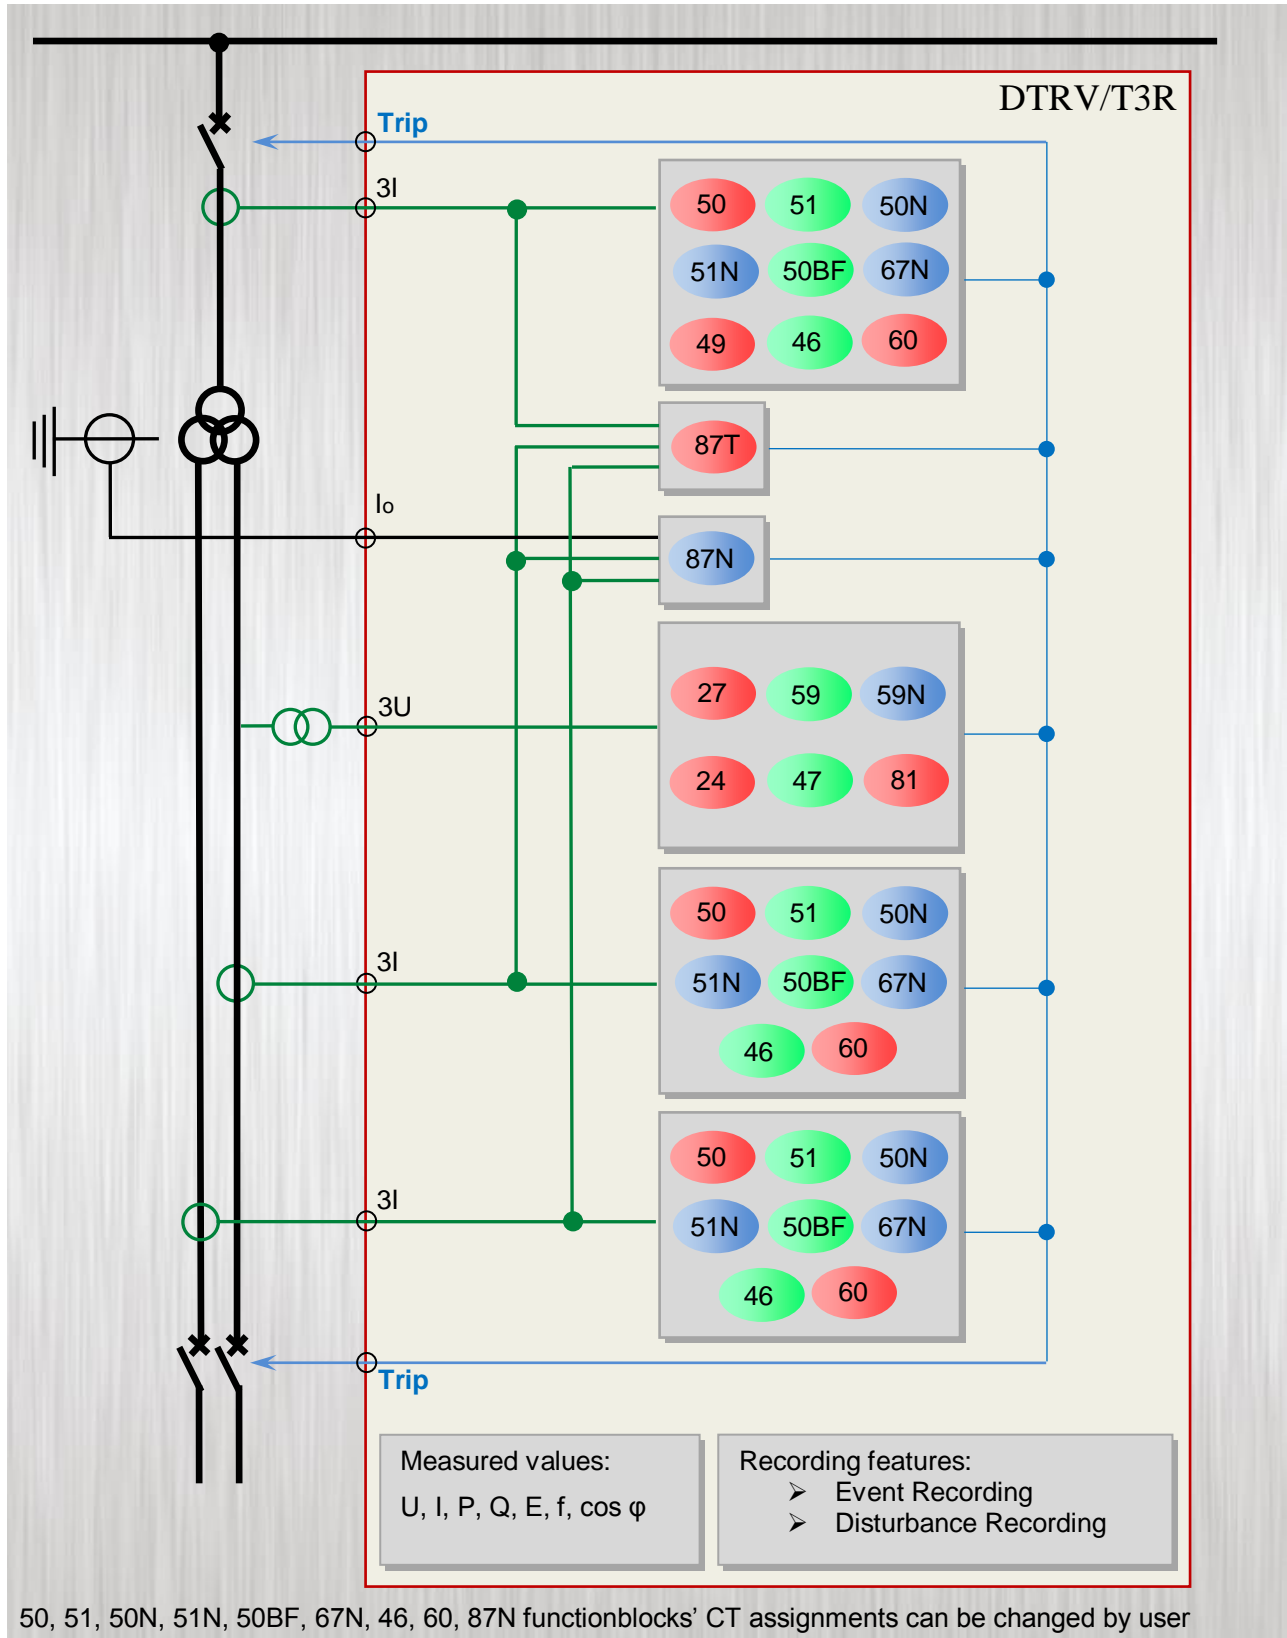 DTRV/T3R
Trip
3I
50 51 50N
51N 50BF 67N
49 46 60
87T
Io
87N
3U
27 59 59N
24 47 81
3I
50 51 50N
51N 50BF 67N
46 60
3I
50 51 50N
51N 50BF 67N
46 60
Trip
Measured values:
U, I, P, Q, E, f, cos φ
Recording features:
➢ Event Recording
➢ Disturbance Recording
50, 51, 50N, 51N, 50BF, 67N, 46, 60, 87N functionblocks’ CT assignments can be changed by user